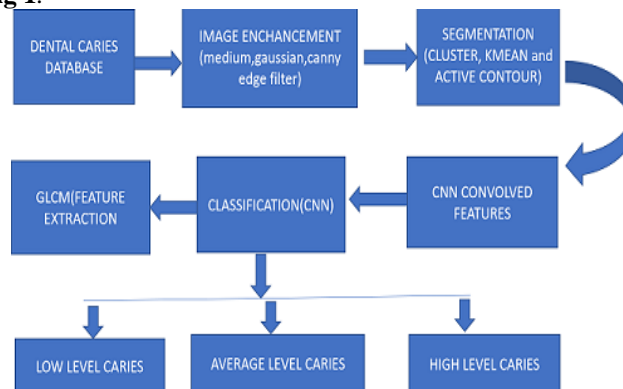 DENTAL CARIES
DATABASE
IMAGE ENCHANCEMENT
(medium,gaussian,canny
edge filter)
SEGMENTATION
(CLUSTER, KMEAN and
ACTIVE CONTOUR)
GLCM(FEATURE
EXTRACTION
CLASSIFICATION(CNN)
CNN CONVOLVED
FEATURES
LOW LEVEL CARIES
AVERAGE LEVEL CARIES
HIGH LEVEL CARIES